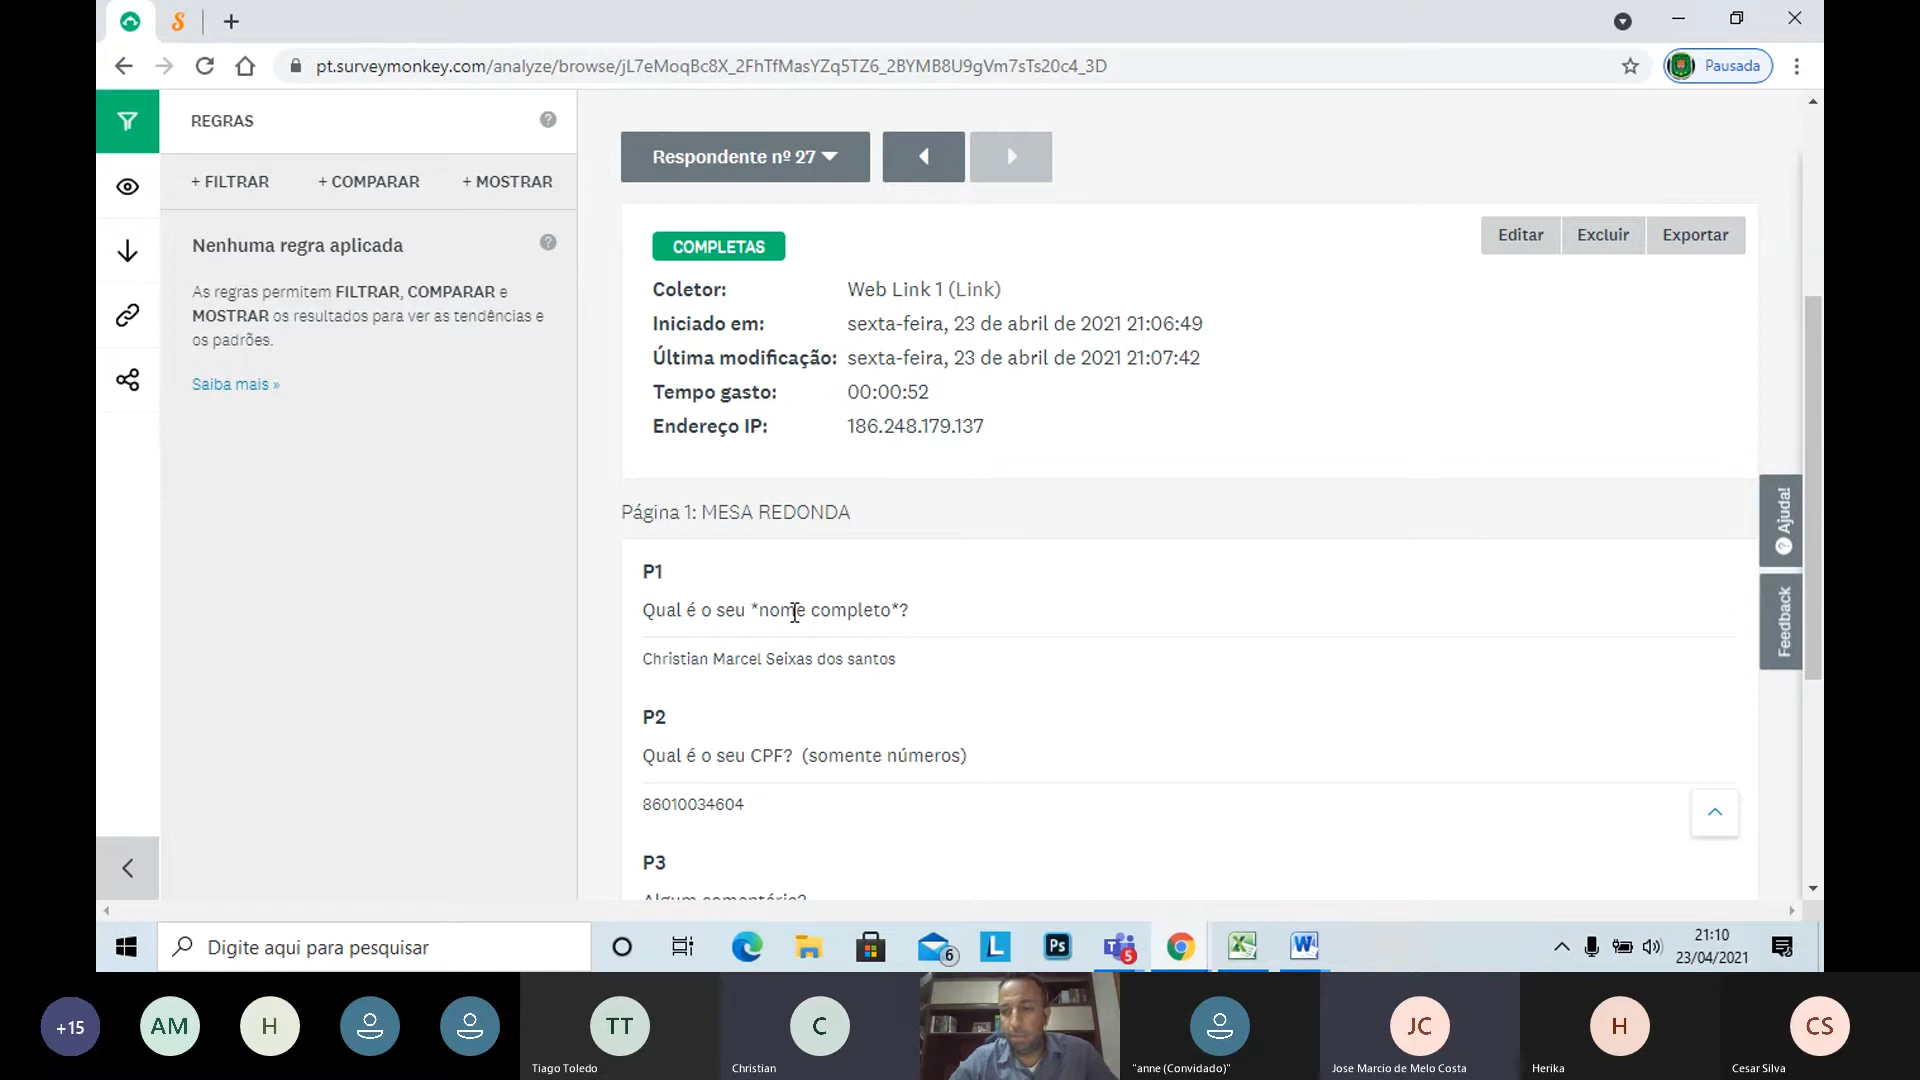 S
pt.surveymonkey.com/analyze/browse/jL7eMoqBc8X_2FhTfMasYZq5TZ6_2BYMB8U9gVm7sTs20c4_3D
Pausada
REGRAS
?
+ FILTRAR + COMPARAR + MOSTRAR
Nenhuma regra aplicada
?
As regras permitem FILTRAR, COMPARAR e
MOSTRAR os resultados para ver as tendências e
os padrões.
Saiba mais »
Respondente nº 27
COMPLETAS
Editar Excluir Exportar
Coletor: Web Link 1 (Link)
Iniciado em: sexta-feira, 23 de abril de 2021 21:06:49
Última modificação: sexta-feira, 23 de abril de 2021 21:07:42
Tempo gasto: 00:00:52
Endereço IP: 186.248.179.137
Página 1: MESA REDONDA
P1
Qual é o seu *nome completo*?
Christian Marcel Seixas dos santos
P2
Qual é o seu CPF? (somente números)
86010034604
P3
Algum comentário?
? Ajuda!
Feedback
Digite aqui para pesquisar
6
L
Ps
5
W
21:10
23/04/2021
+15
AM
H
TT
Tiago Toledo
C
Christian
"anne (Convidado)"
JC
Jose Marcio de Melo Costa
H
Herika
CS
Cesar Silva